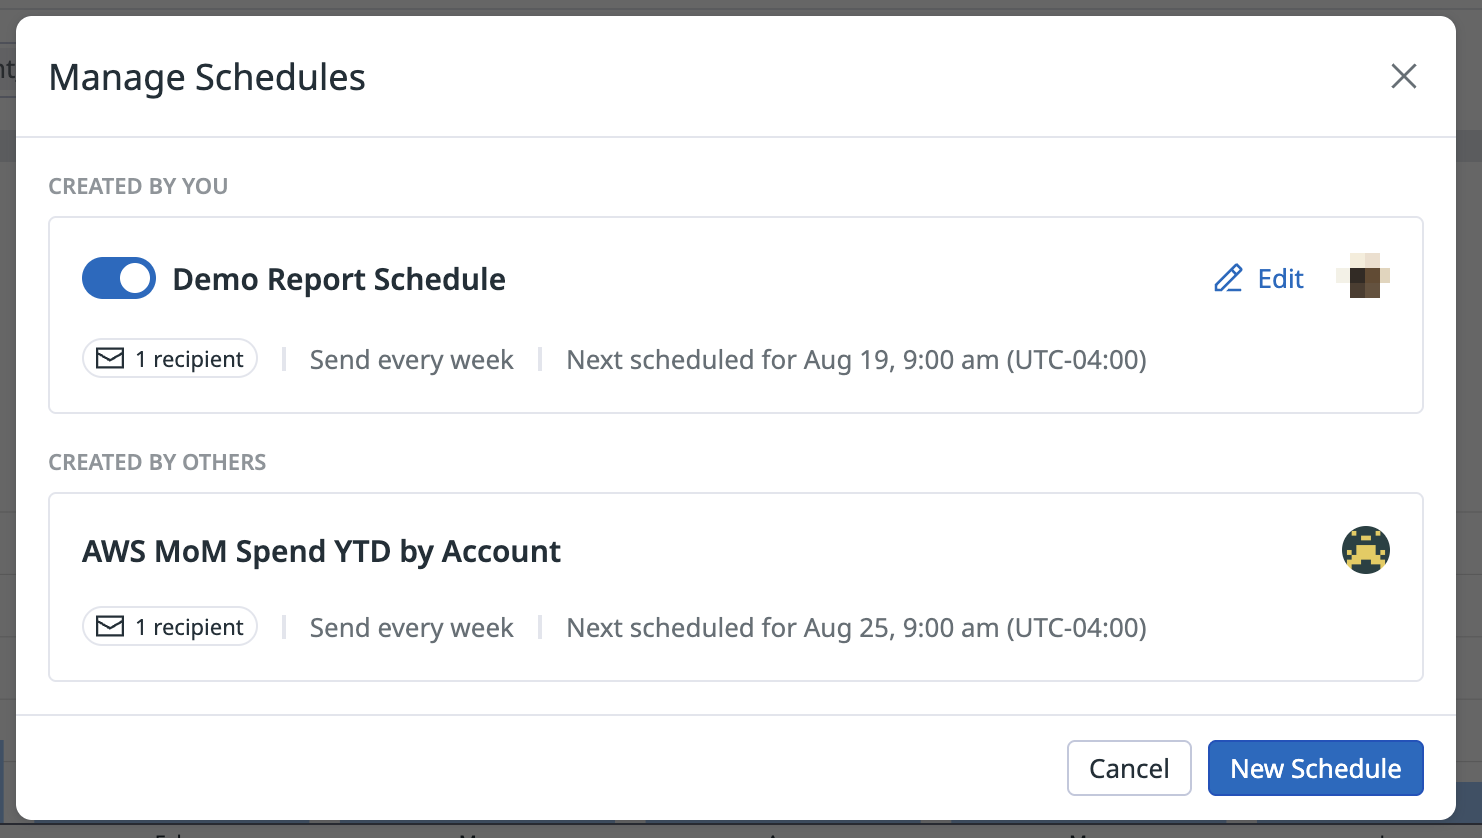 Manage Schedules
CREATED BY YOU
Demo Report Schedule
Edit
1 recipient
Send every week
Next scheduled for Aug 19, 9:00 am (UTC-04:00)
CREATED BY OTHERS
AWS MoM Spend YTD by Account
1 recipient
Send every week
Next scheduled for Aug 25, 9:00 am (UTC-04:00)
Cancel
New Schedule